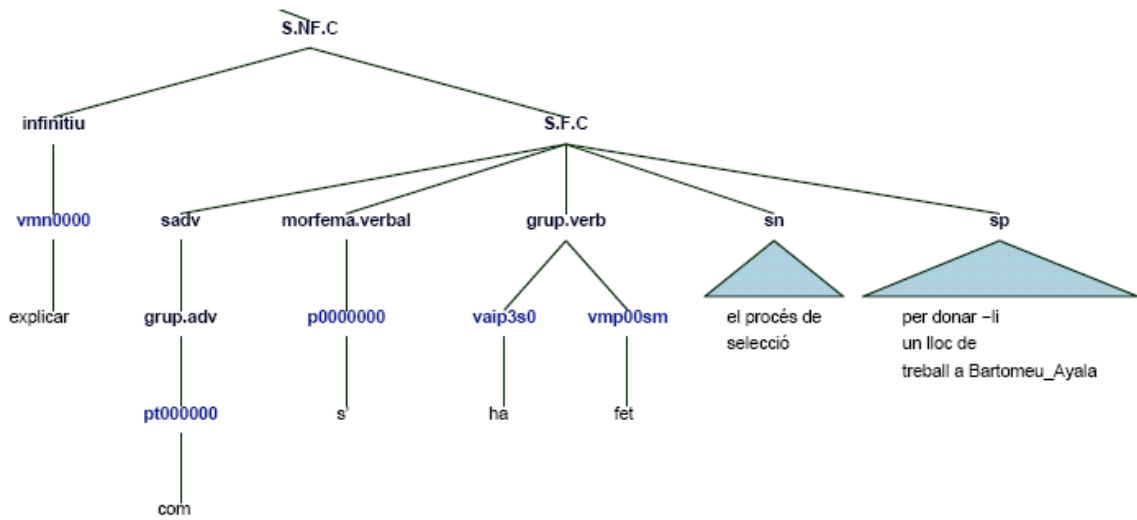 S.NF.C
infinitiu S.F.C
vmn0000 sadv morfema.verbal grup.verb sn sp
explicar grup.adv p0000000 vaip3s0 vmp00sm el procés de per donar –li
selecció un lloc de
treball a Bartomeu_Ayala
pt000000 s' ha fet
com